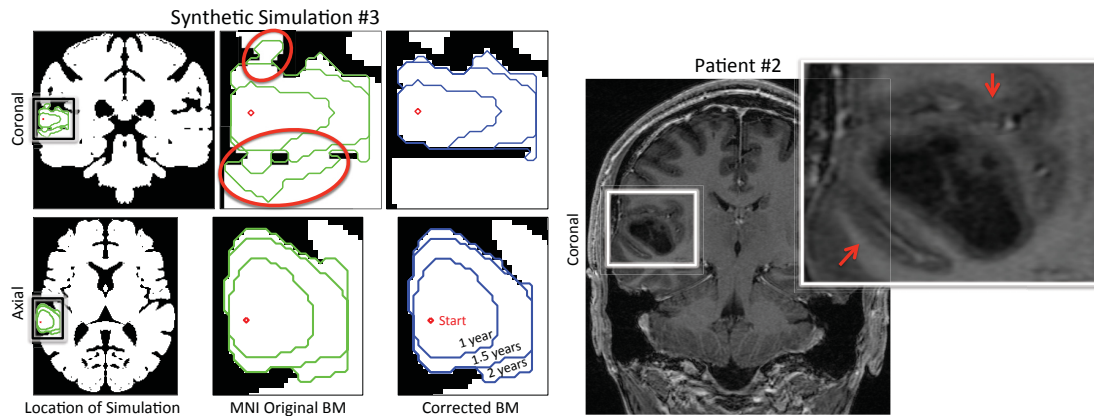 Synthetic Simulation #3
Coronal
Axial
Start
1 year
1.5 years
2 years
Location of Simulation
MNI Original BM
Corrected BM
Patient #2
Coronal